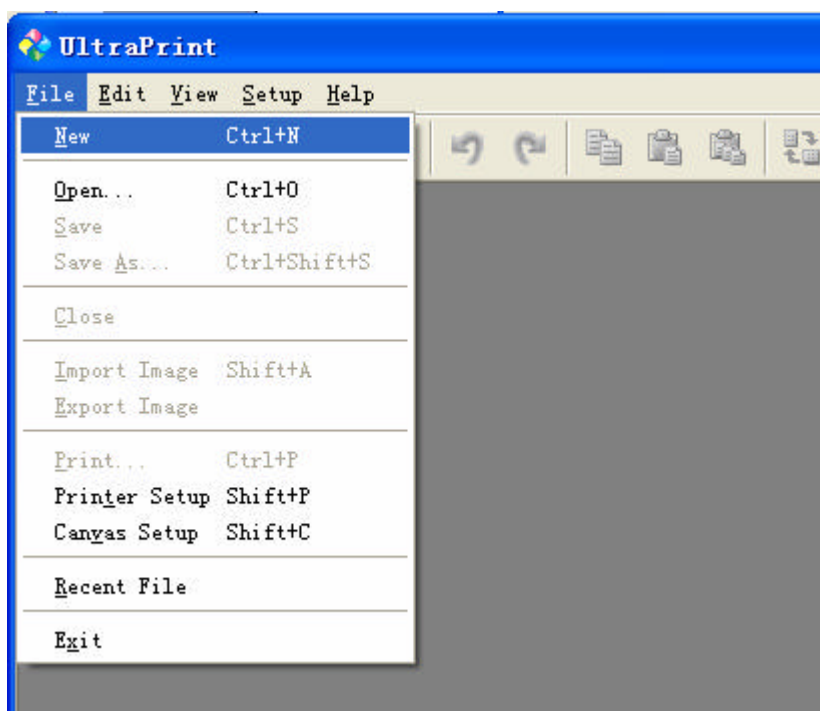 UltraPrint
File Edit View Setup Help
New Ctrl+N
Open... Ctrl+O
Save Ctrl+S
Save As... Ctrl+Shift+S
Close
Import Image Shift+A
Export Image
Print... Ctrl+P
Printer Setup Shift+P
Canvas Setup Shift+C
Recent File
Exit